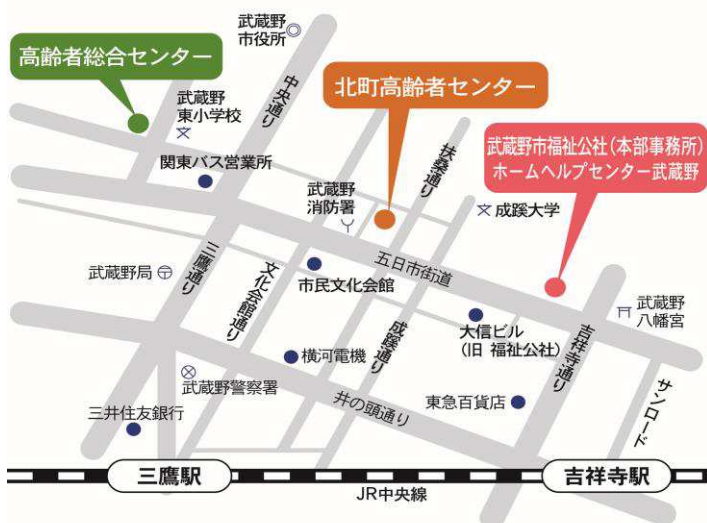 武蔵野
市役所
高齢者総合センター
中央通り
北町高齢者センター
武蔵野
東小学校
扶桑通り
武蔵野市福祉公社(本部事務所)
ホームヘルプセンター武蔵野
関東バス営業所
武蔵野
消防署
成蹊大学
三鷹通り
五日市街道
武蔵野局
文化会館通り
市民文化会館
武蔵野
八幡宮
大信ビル
(旧 福祉公社)
成蹊通り
吉祥寺通り
横河電機
武蔵野警察署
井の頭通り
東急百貨店
サンロード
三井住友銀行
三鷹駅
吉祥寺駅
JR中央線